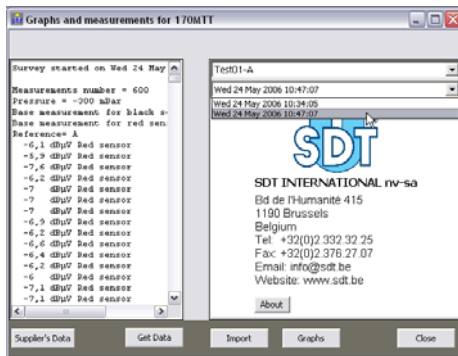 Graphs and measurements for 170MTT
Survey started on Wed 24 May
Measurements number = 600
Pressure = -300 mBar
Base measurement for black s
Base measurement for red sen
Reference= A
-6,1 dBµV Red sensor
-5,9 dBµV Red sensor
-7,6 dBµV Red sensor
-6,2 dBµV Red sensor
-7 dBµV Red sensor
-7 dBµV Red sensor
-7 dBµV Red sensor
-6,9 dBµV Red sensor
-6,2 dBµV Red sensor
-6,6 dBµV Red sensor
-6,4 dBµV Red sensor
-6,2 dBµV Red sensor
-6 dBµV Red sensor
-7,1 dBµV Red sensor
-7,1 dBµV Red sensor
Test01-A
Wed 24 May 2006 10:47:07
Wed 24 May 2006 10:34:05
Wed 24 May 2006 10:47:07
SDT
SDT INTERNATIONAL nv-sa
Bd de l'Humanité 415
1190 Brussels
Belgium
Tel: +32(0)2.332.32.25
Fax: +32(0)2.376.27.07
Email: info@sdt.be
Website: www.sdt.be
About
Supplier's Data
Get Data
Import
Graphs
Close